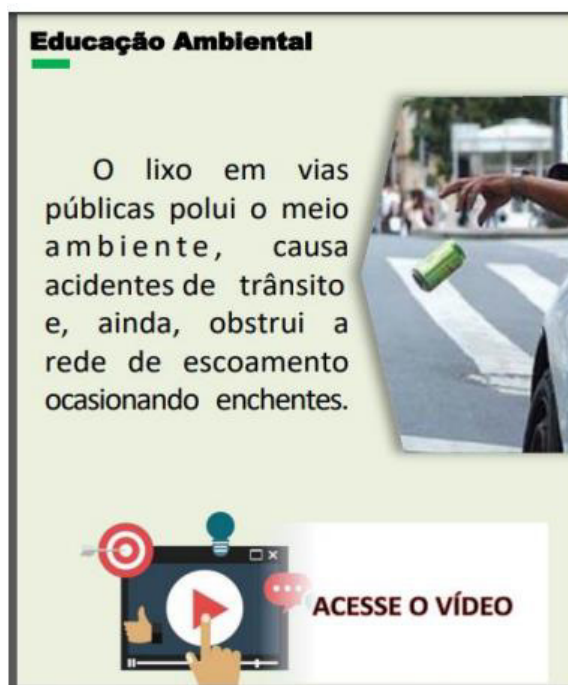 Educação Ambiental
O lixo em vias
públicas polui o meio
ambiente, causa
acidentes de trânsito
e, ainda, obstrui a
rede de escoamento
ocasionando enchentes.
ACESSE O VÍDEO